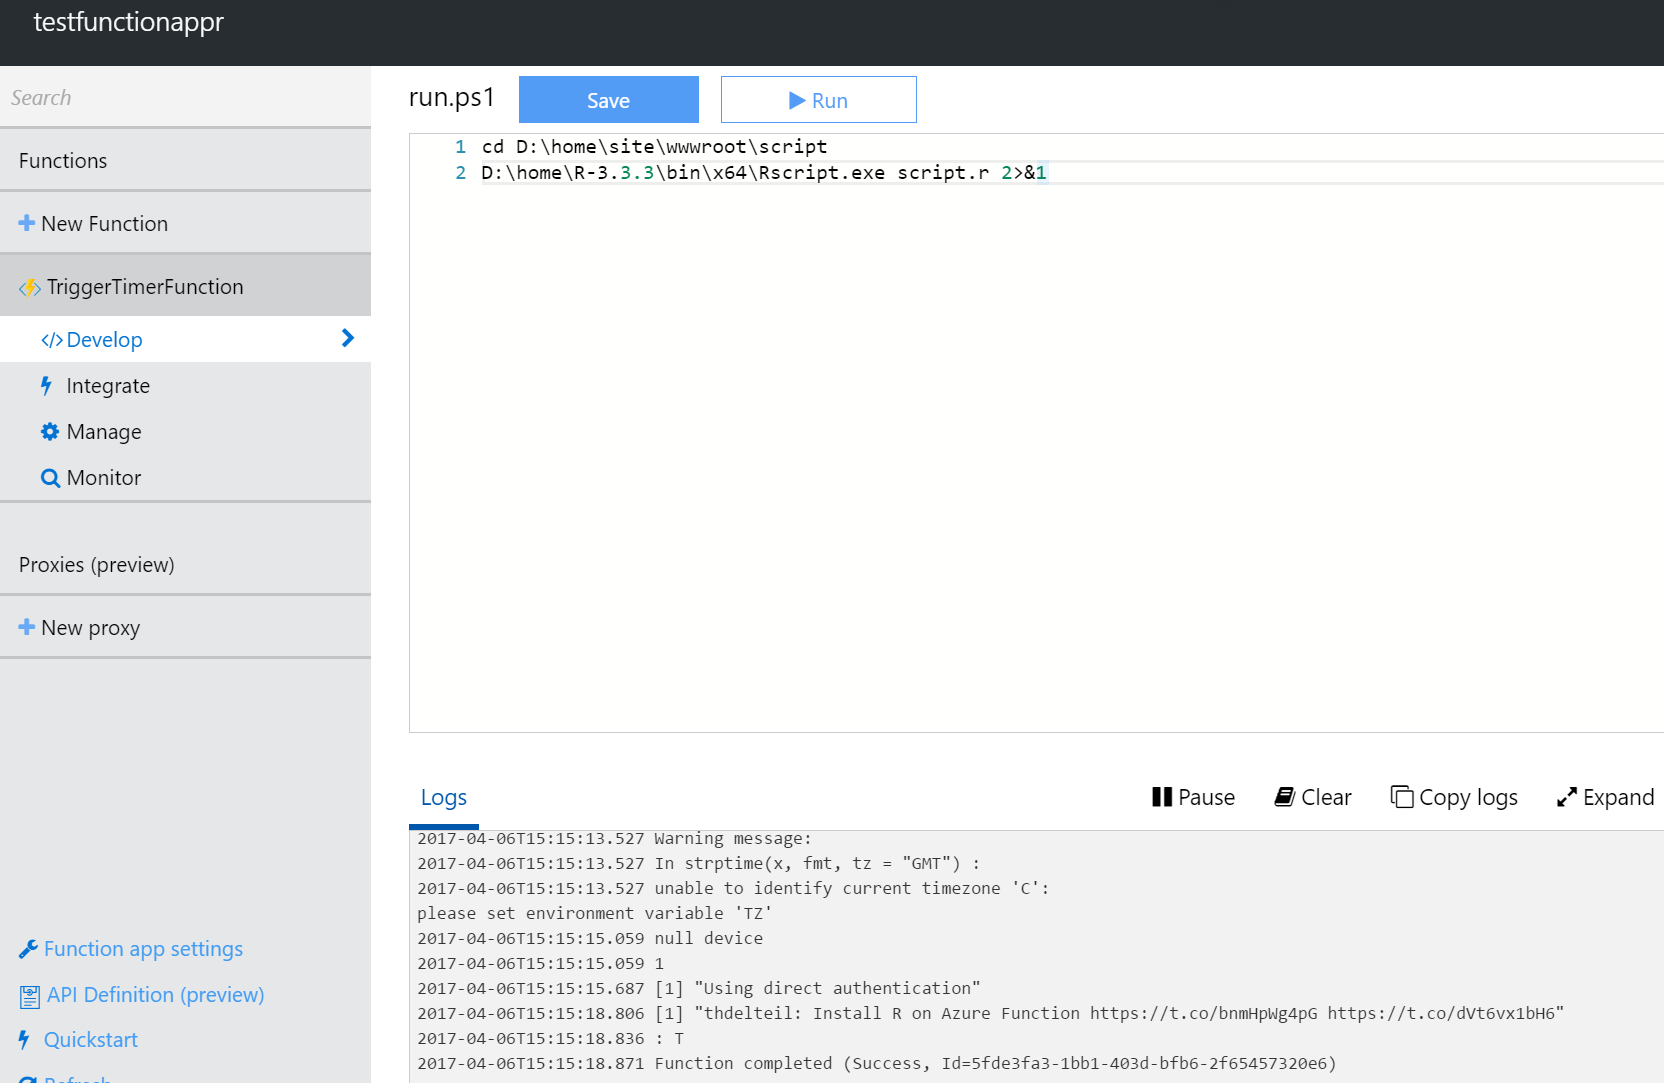 testfunctionappr
Search
Functions
New Function
TriggerTimerFunction
</> Develop
Integrate
Manage
Monitor
Proxies (preview)
New proxy
Function app settings
API Definition (preview)
Quickstart
Refresh
run.ps1
Save
Run
1 cd D:\home\site\wwwroot\script
2 D:\home\R-3.3.3\bin\x64\Rscript.exe script.r 2>&1
Logs
Pause Clear Copy logs Expand
2017-04-06T15:15:13.527 Warning message:
2017-04-06T15:15:13.527 In strptime(x, fmt, tz = "GMT") :
2017-04-06T15:15:13.527 unable to identify current timezone 'C':
please set environment variable 'TZ'
2017-04-06T15:15:15.059 null device
2017-04-06T15:15:15.059 1
2017-04-06T15:15:15.687 [1] "Using direct authentication"
2017-04-06T15:15:18.806 [1] "thdelteil: Install R on Azure Function https://t.co/bnmHpWg4pG https://t.co/dVt6vx1bH6"
2017-04-06T15:15:18.836 : T
2017-04-06T15:15:18.871 Function completed (Success, Id=5fde3fa3-1bb1-403d-bfb6-2f65457320e6)